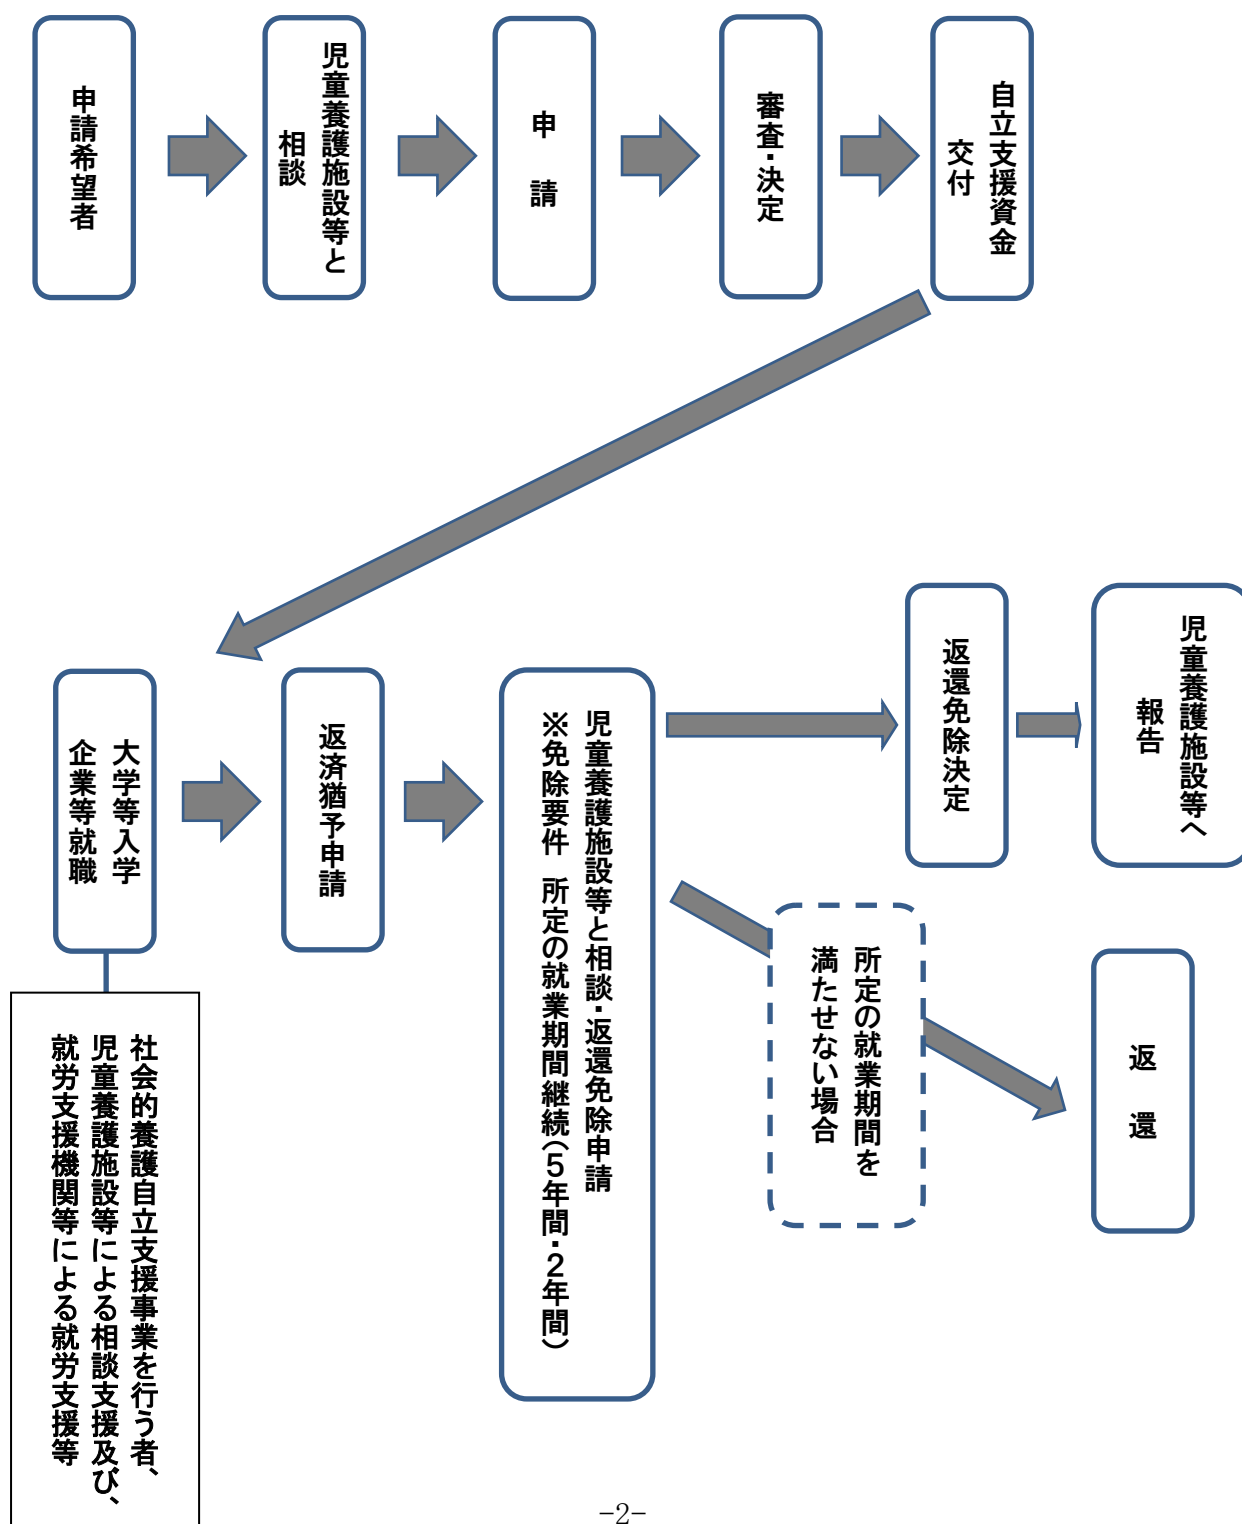 申請希望者
児童養護施設等と
相談
申　請
審査・決定
自立支援資金
交付
大学等入学
企業等就職
返済猶予申請
児童養護施設等と相談・返還免除申請
※免除要件　所定の就業期間継続（５年間・２年間）
返還免除決定
児童養護施設等へ
報告
所定の就業期間を
満たせない場合
返　還
社会的養護自立支援事業を行う者、
児童養護施設等による相談支援及び、
就労支援機関等による就労支援等
-2-